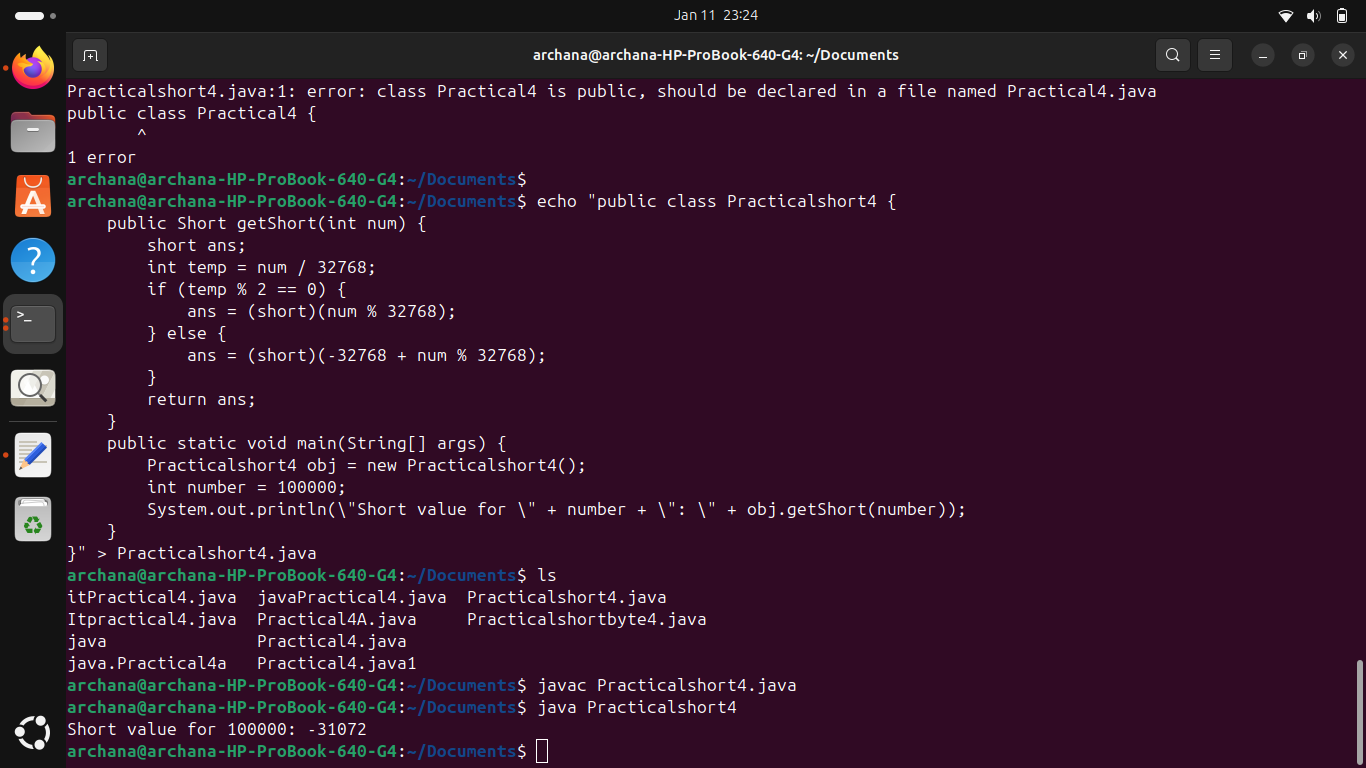 Jan 11 23:24
archana@archana-HP-ProBook-640-G4: ~/Documents
Practicalshort4.java:1: error: class Practical4 is public, should be declared in a file named Practical4.java
public class Practical4 {
       ^
1 error
archana@archana-HP-ProBook-640-G4:~/Documents$
archana@archana-HP-ProBook-640-G4:~/Documents$ echo "public class Practicalshort4 {
    public Short getShort(int num) {
        short ans;
        int temp = num / 32768;
        if (temp % 2 == 0) {
            ans = (short)(num % 32768);
        } else {
            ans = (short)(-32768 + num % 32768);
        }
        return ans;
    }
    public static void main(String[] args) {
        Practicalshort4 obj = new Practicalshort4();
        int number = 100000;
        System.out.println(\"Short value for \" + number + \": \" + obj.getShort(number));
    }
}" > Practicalshort4.java
archana@archana-HP-ProBook-640-G4:~/Documents$ ls
itPractical4.java  javaPractical4.java  Practicalshort4.java
Itpractical4.java  Practical4A.java     Practicalshortbyte4.java
java               Practical4.java
java.Practical4a   Practical4.java1
archana@archana-HP-ProBook-640-G4:~/Documents$ javac Practicalshort4.java
archana@archana-HP-ProBook-640-G4:~/Documents$ java Practicalshort4
Short value for 100000: -31072
archana@archana-HP-ProBook-640-G4:~/Documents$